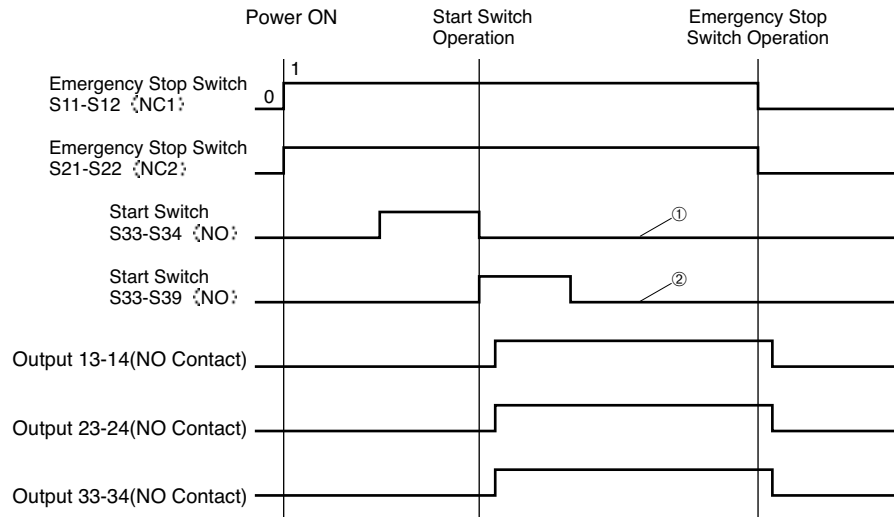 Power ON
Start Switch
Operation
Emergency Stop
Switch Operation
Emergency Stop Switch
S11-S12 (NC1)
0
1
Emergency Stop Switch
S21-S22 (NC2)
Start Switch
S33-S34 (NO)
①
Start Switch
S33-S39 (NO)
②
Output 13-14(NO Contact)
Output 23-24(NO Contact)
Output 33-34(NO Contact)